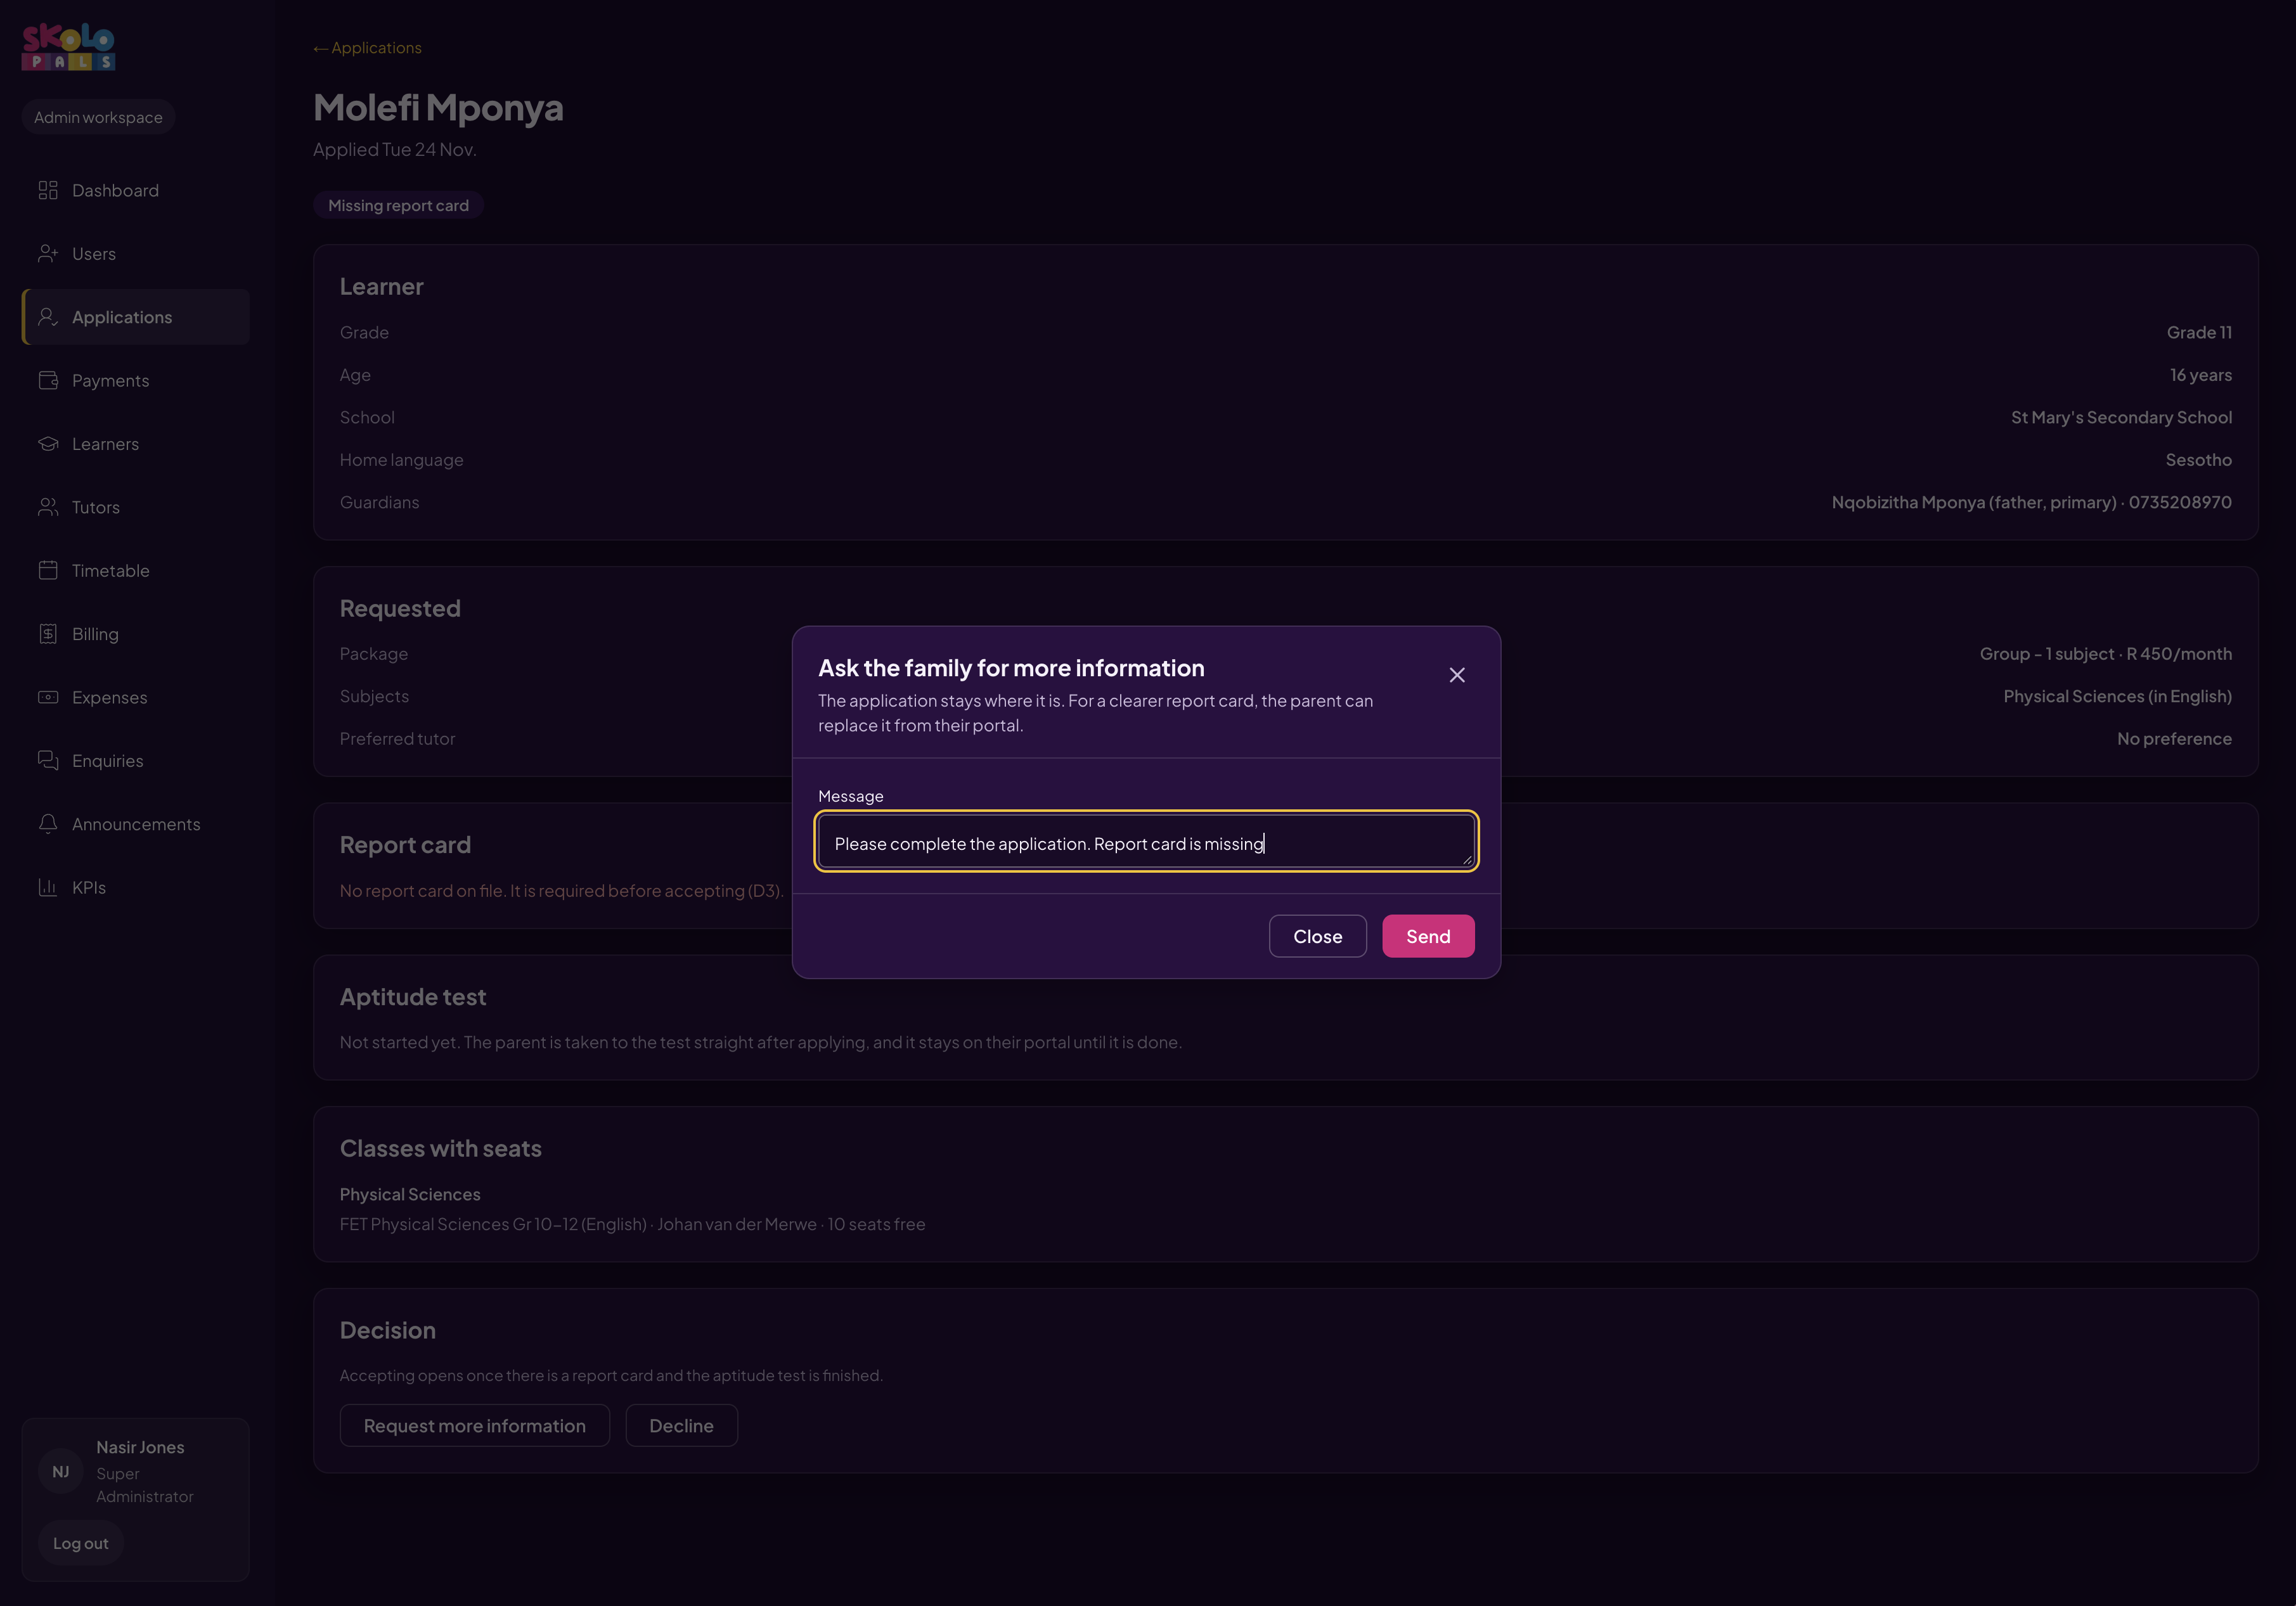 SKOLO
PALS
Admin workspace
Dashboard
Users
Applications
Payments
Learners
Tutors
Timetable
Billing
Expenses
Enquiries
Announcements
KPIs
NJ
Nasir Jones
Super
Administrator
Log out
← Applications
Molefi Mponya
Applied Tue 24 Nov.
Missing report card
Learner
Grade Grade 11
Age 16 years
School St Mary's Secondary School
Home language Sesotho
Guardians Nqobizitha Mponya (father, primary) · 0735208970
Requested
Package Group - 1 subject · R 450/month
Subjects Physical Sciences (in English)
Preferred tutor No preference
Report card
No report card on file. It is required before accepting (D3).
Aptitude test
Not started yet. The parent is taken to the test straight after applying, and it stays on their portal until it is done.
Classes with seats
Physical Sciences
FET Physical Sciences Gr 10–12 (English) · Johan van der Merwe · 10 seats free
Decision
Accepting opens once there is a report card and the aptitude test is finished.
Request more information Decline
Ask the family for more information
The application stays where it is. For a clearer report card, the parent can
replace it from their portal.
Message
Please complete the application. Report card is missing
Close Send